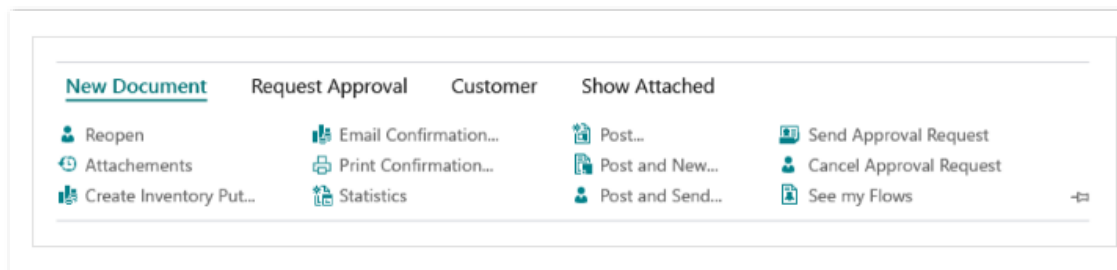 New Document Request Approval Customer Show Attached
Reopen Email Confirmation... Post... Send Approval Request
Attachements Print Confirmation... Post and New... Cancel Approval Request
Create Inventory Put... Statistics Post and Send... See my Flows